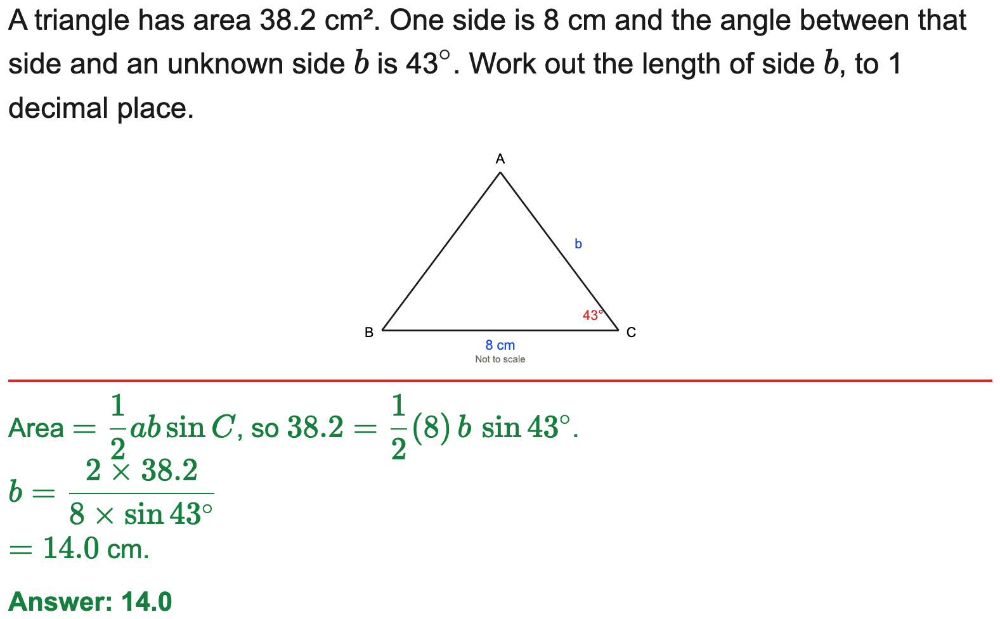 A triangle has area 38.2 cm². One side is 8 cm and the angle between that
side and an unknown side b is 43°. Work out the length of side b, to 1
decimal place.
A
b
43°
B
C
8 cm
Not to scale
Area = \frac{1}{2} ab sin C, so 38.2 = \frac{1}{2}(8) b sin 43°.
b = \frac{2 × 38.2}{8 × sin 43°}
= 14.0 cm.
Answer: 14.0